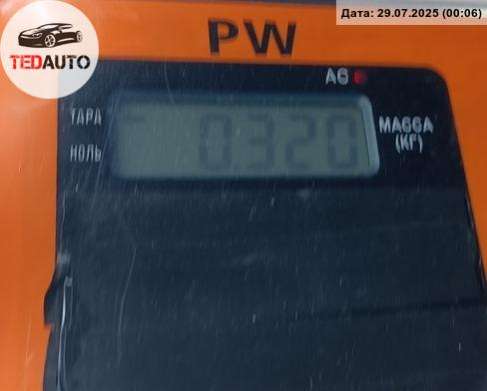 Дата: 29.07.2025 (00:06)
TEDAUTO
PW
АБ
ТАРА
0.320
МАССА
(КГ)
НОЛЬ